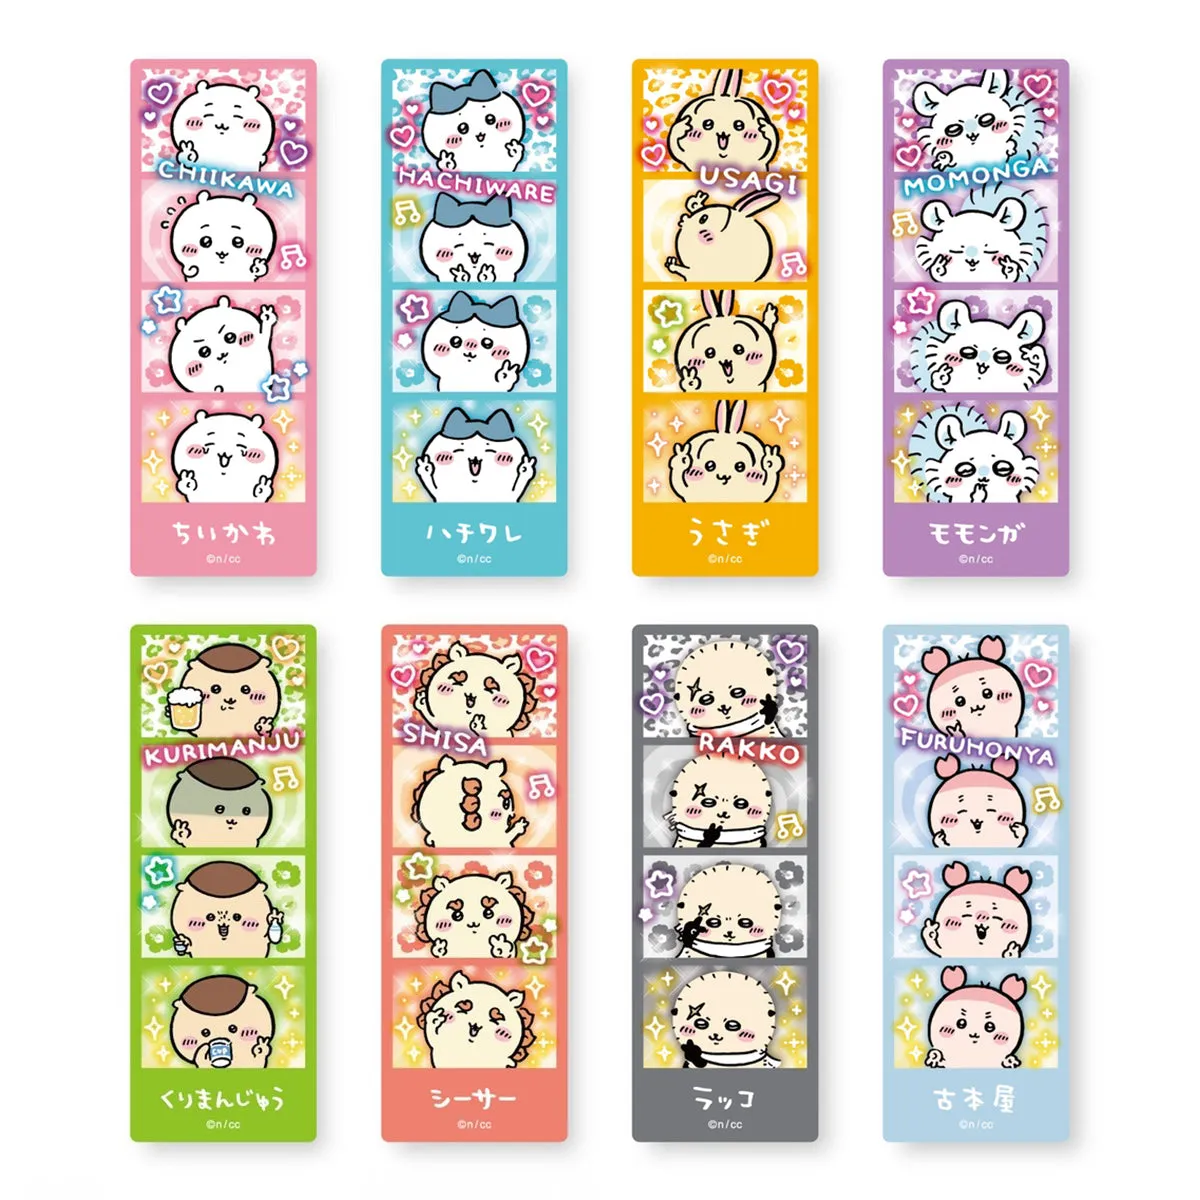 CHIIKAWA
ちいかわ
©n/cc
HACHIWARE
ハチワレ
©n/cc
USAGI
うさぎ
©n/cc
MOMONGA
モモンガ
©n/cc
KURIMANJU
CUP
くりまんじゅう
©n/cc
SHISA
シーサー
©n/cc
RAKKO
ラッコ
©n/cc
FURUHONYA
古本屋
©n/cc